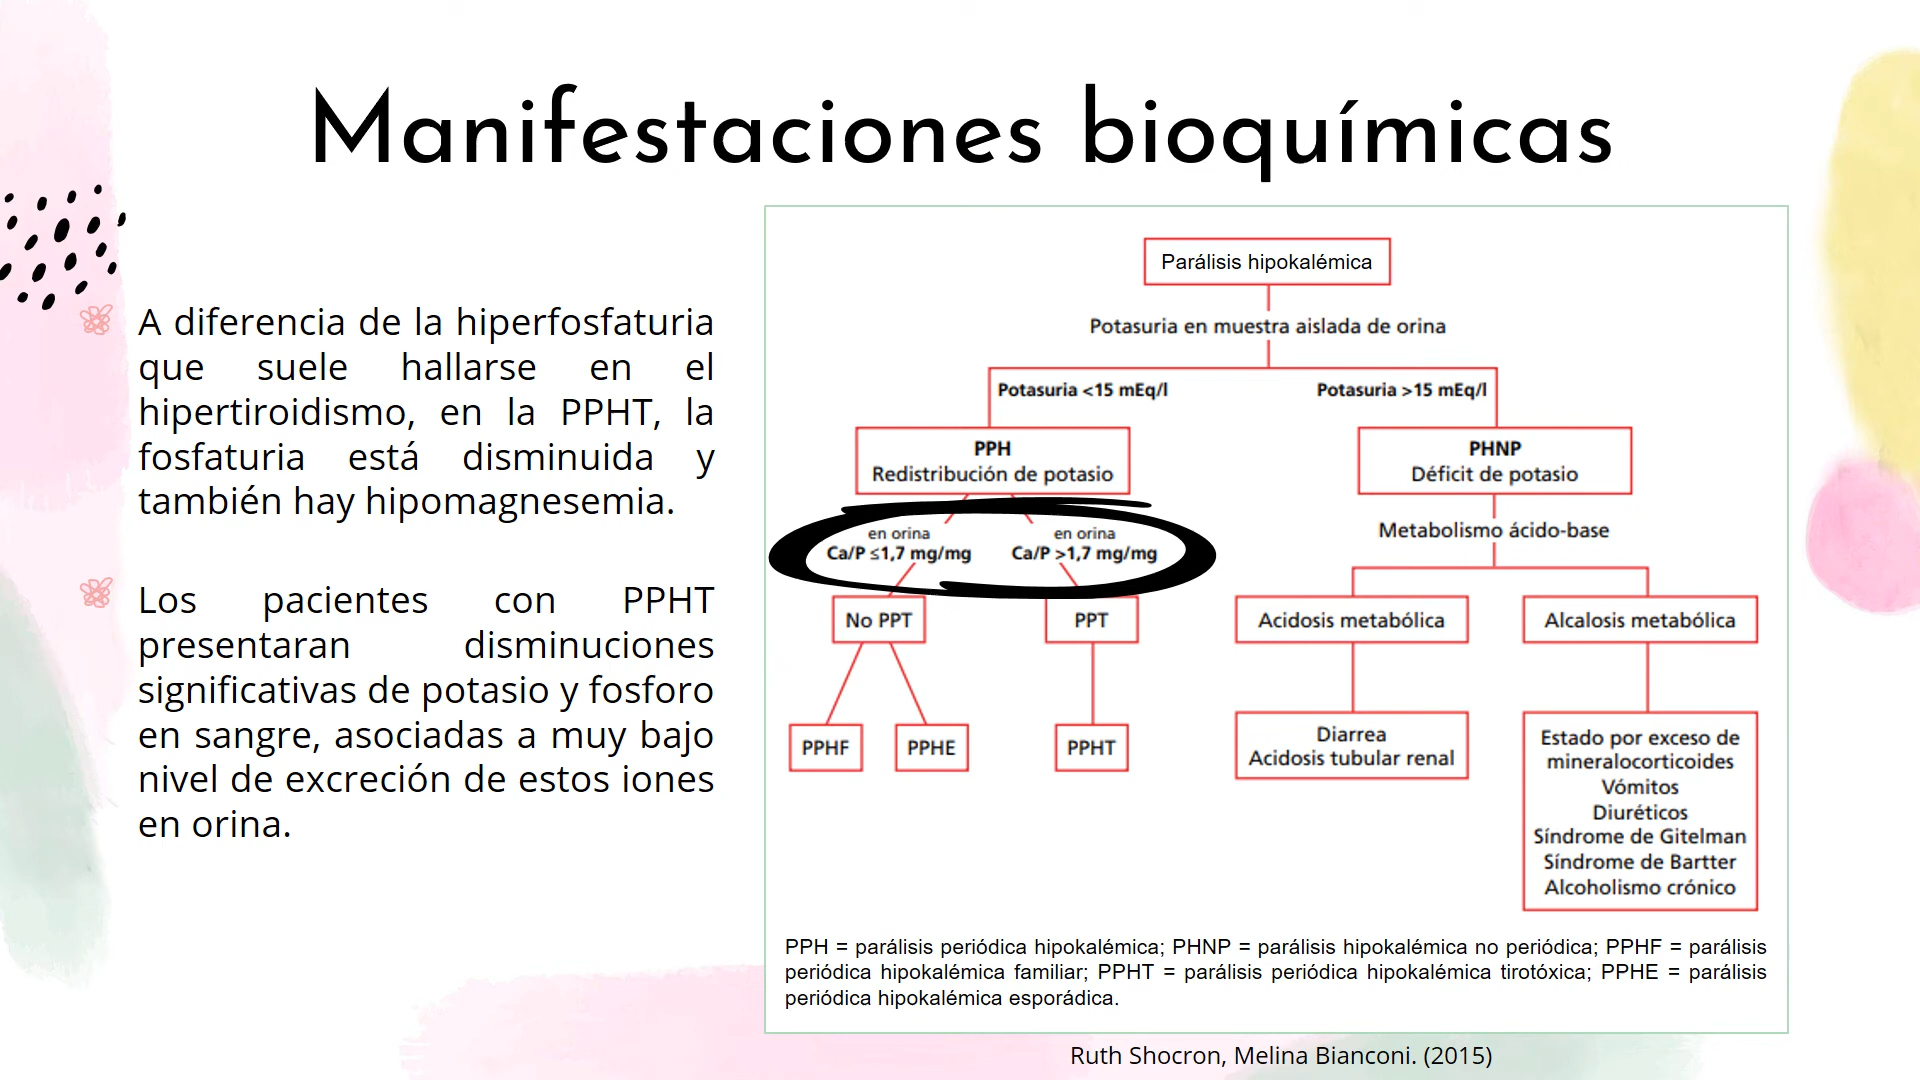 Manifestaciones bioquímicas
A diferencia de la hiperfosfaturia
que suele hallarse en el
hipertiroidismo, en la PPHT, la
fosfaturia está disminuida y
también hay hipomagnesemia.
Los pacientes con PPHT
presentaran disminuciones
significativas de potasio y fosforo
en sangre, asociadas a muy bajo
nivel de excreción de estos iones
en orina.
Parálisis hipokalémica
Potasuria en muestra aislada de orina
Potasuria <15 mEq/l
Potasuria >15 mEq/l
PPH
Redistribución de potasio
PHNP
Déficit de potasio
en orina
Ca/P ≤1,7 mg/mg
en orina
Ca/P >1,7 mg/mg
Metabolismo ácido-base
No PPT
PPT
Acidosis metabólica
Alcalosis metabólica
PPHF
PPHE
PPHT
Diarrea
Acidosis tubular renal
Estado por exceso de
mineralocorticoides
Vómitos
Diuréticos
Síndrome de Gitelman
Síndrome de Bartter
Alcoholismo crónico
PPH = parálisis periódica hipokalémica; PHNP = parálisis hipokalémica no periódica; PPHF = parálisis
periódica hipokalémica familiar; PPHT = parálisis periódica hipokalémica tirotóxica; PPHE = parálisis
periódica hipokalémica esporádica.
Ruth Shocron, Melina Bianconi. (2015)